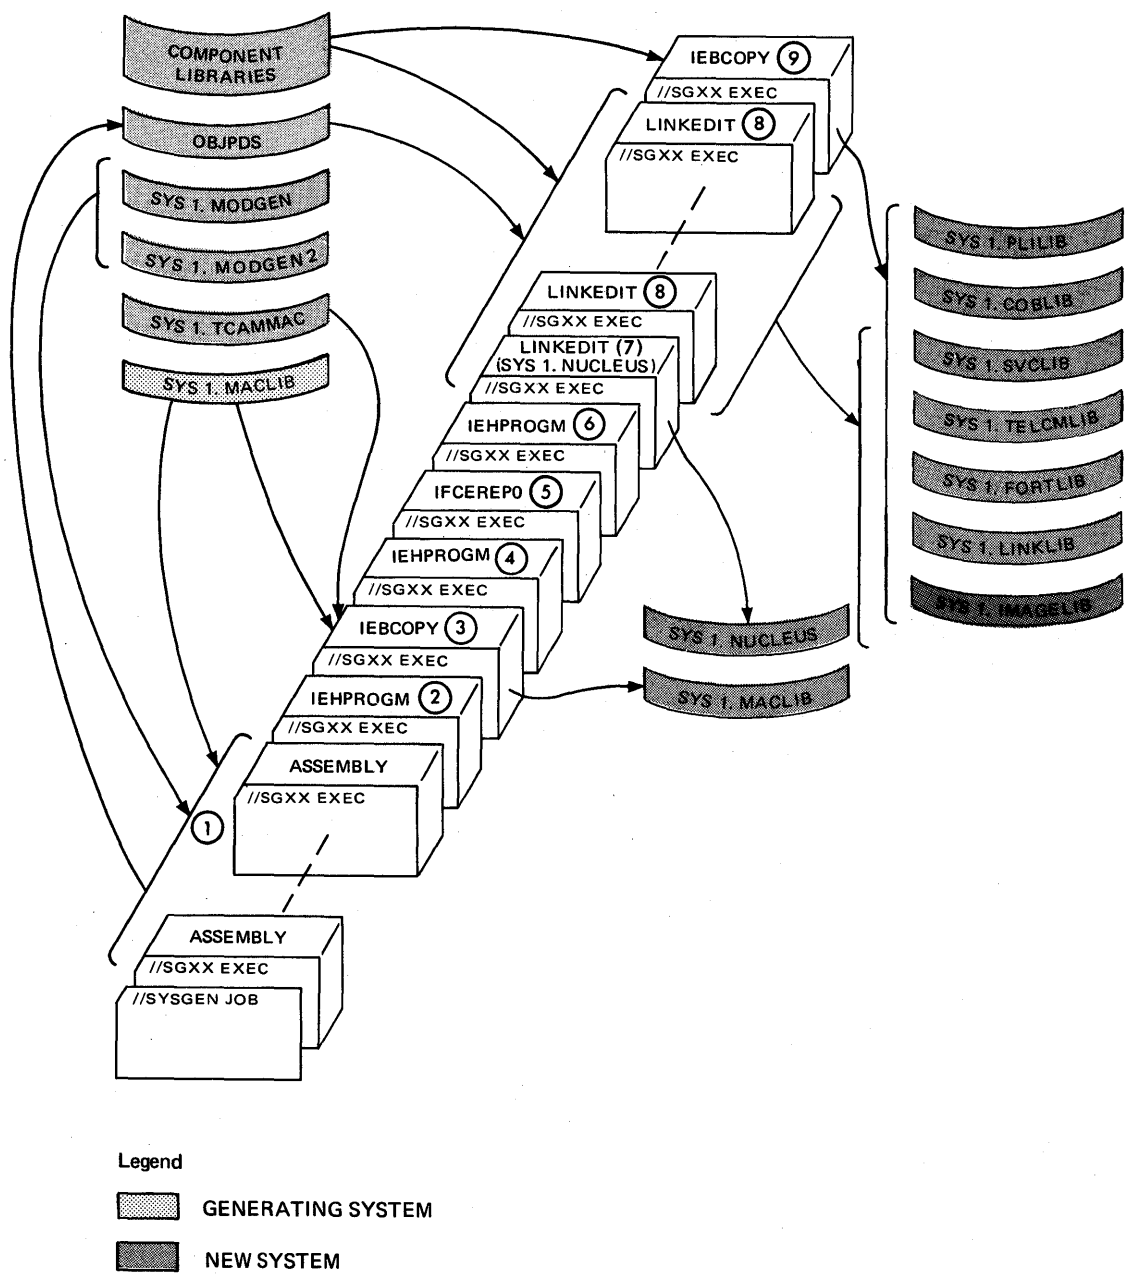 COMPONENT
LIBRARIES
OBJPDS
SYS 1. MODGEN
SYS 1. MODGEN 2
SYS 1. TCAMMAC
SYS 1. MACLIB
IEBCOPY 9
//SGXX EXEC
LINKEDIT 8
//SGXX EXEC
LINKEDIT 8
//SGXX EXEC
LINKEDIT (7)
(SYS 1. NUCLEUS)
//SGXX EXEC
IEHPROGM 6
//SGXX EXEC
IFCEREP0 5
//SGXX EXEC
IEHPROGM 4
//SGXX EXEC
IEBCOPY 3
//SGXX EXEC
IEHPROGM 2
//SGXX EXEC
ASSEMBLY
//SGXX EXEC
1
ASSEMBLY
//SGXX EXEC
//SYSGEN JOB
SYS 1. PLILIB
SYS 1. COBLIB
SYS 1. SVCLIB
SYS 1. TELCMLIB
SYS 1. FORTLIB
SYS 1. LINKLIB
SYS 1. IMAGELIB
SYS 1. NUCLEUS
SYS 1. MACLIB
Legend
GENERATING SYSTEM
NEW SYSTEM